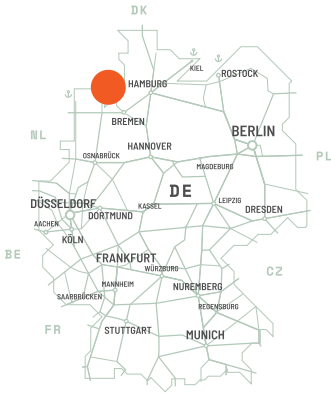 DK
KIEL
ROSTOCK
HAMBURG
BREMEN
BERLIN
NL
HANNOVER
OSNABRÜCK
PL
MAGDEBURG
DE
DÜSSELDORF
KASSEL
LEIPZIG
DORTMUND
DRESDEN
AACHEN
KÖLN
BE
FRANKFURT
WÜRZBURG
CZ
MANNHEIM
NUREMBERG
SAARBRÜCKEN
REGENSBURG
FR
STUTTGART
MUNICH